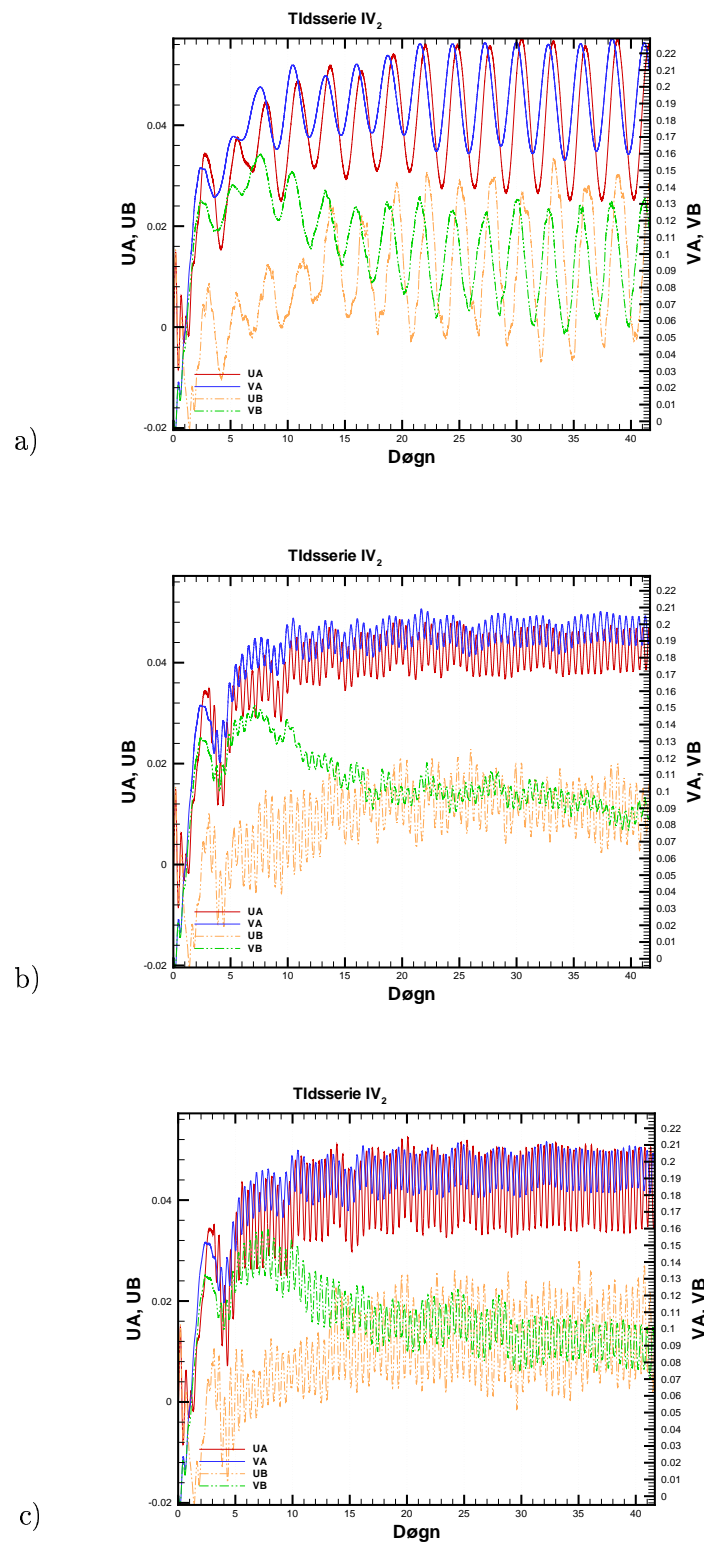 TIdsserie IV2
0.22
0.21
0.2
0.19
0.18
0.17
0.16
0.15
0.14
0.13
0.12
0.11
0.1
0.09
0.08
0.07
0.06
0.05
0.04
0.03
0.02
0.01
0
0.04
0.02
0
-0.02
UA, UB
VA, VB
UA
VA
UB
VB
0 5 10 15 20 25 30 35 40
Døgn
a)
TIdsserie IV2
0.22
0.21
0.2
0.19
0.18
0.17
0.16
0.15
0.14
0.13
0.12
0.11
0.1
0.09
0.08
0.07
0.06
0.05
0.04
0.03
0.02
0.01
0
0.04
0.02
0
-0.02
UA, UB
VA, VB
UA
VA
UB
VB
0 5 10 15 20 25 30 35 40
Døgn
b)
TIdsserie IV2
0.22
0.21
0.2
0.19
0.18
0.17
0.16
0.15
0.14
0.13
0.12
0.11
0.1
0.09
0.08
0.07
0.06
0.05
0.04
0.03
0.02
0.01
0
0.04
0.02
0
-0.02
UA, UB
VA, VB
UA
VA
UB
VB
0 5 10 15 20 25 30 35 40
Døgn
c)